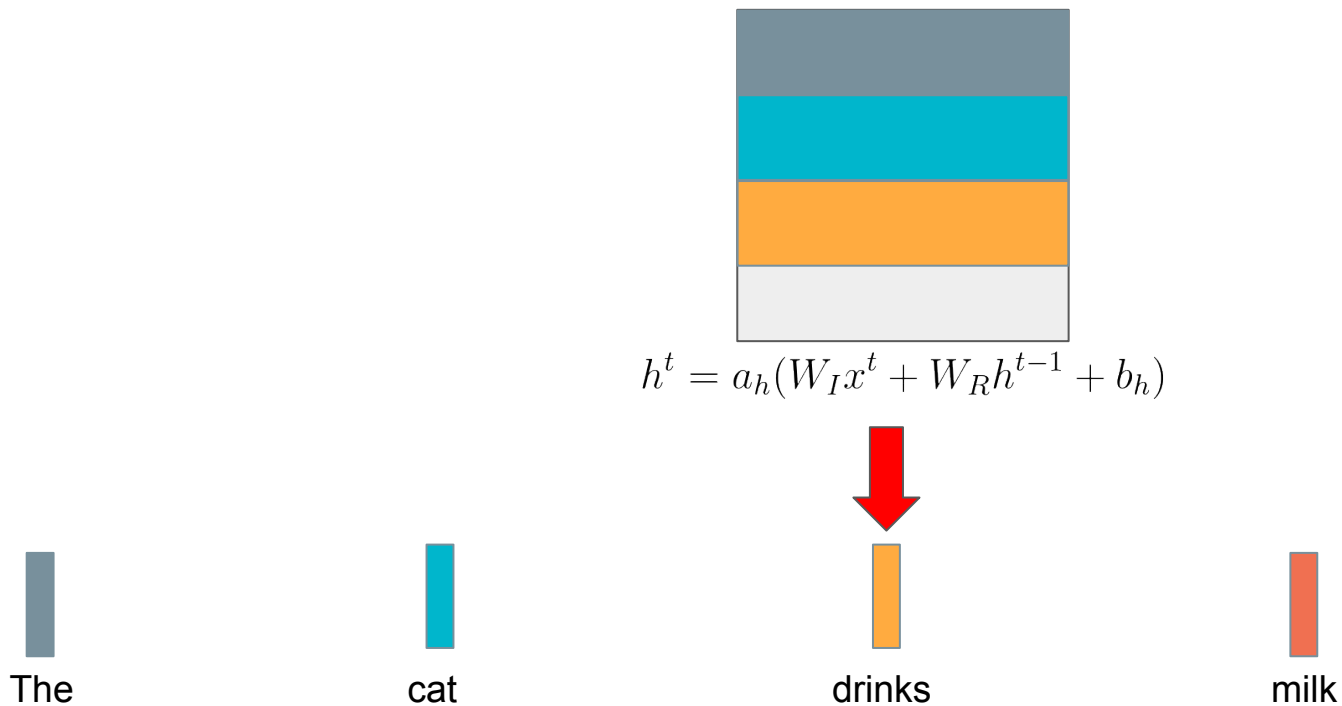 $h^t = a_h(W_I x^t + W_R h^{t-1} + b_h)$
The cat drinks milk